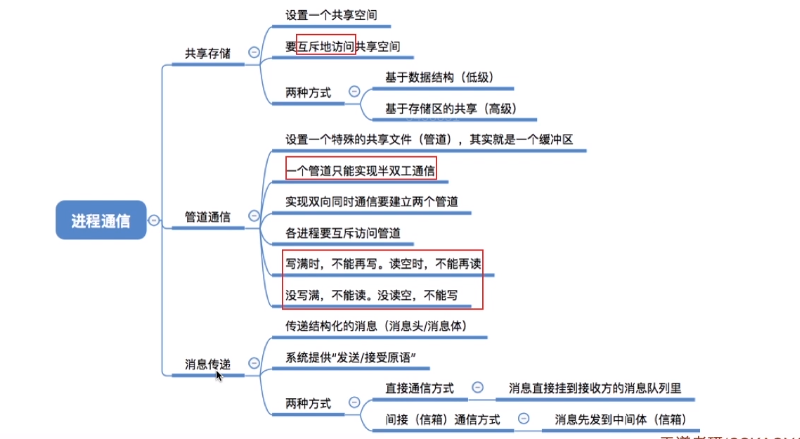 进程通信
共享存储
设置一个共享空间
要互斥地访问共享空间
两种方式
基于数据结构（低级）
基于存储区的共享（高级）
管道通信
设置一个特殊的共享文件（管道），其实就是一个缓冲区
一个管道只能实现半双工通信
实现双向同时通信要建立两个管道
各进程要互斥访问管道
写满时，不能再写。读空时，不能再读
没写满，不能读。没读空，不能写
消息传递
传递结构化的消息（消息头/消息体）
系统提供“发送/接受原语”
两种方式
直接通信方式
消息直接挂到接收方的消息队列里
间接（信箱）通信方式
消息先发到中间体（信箱）